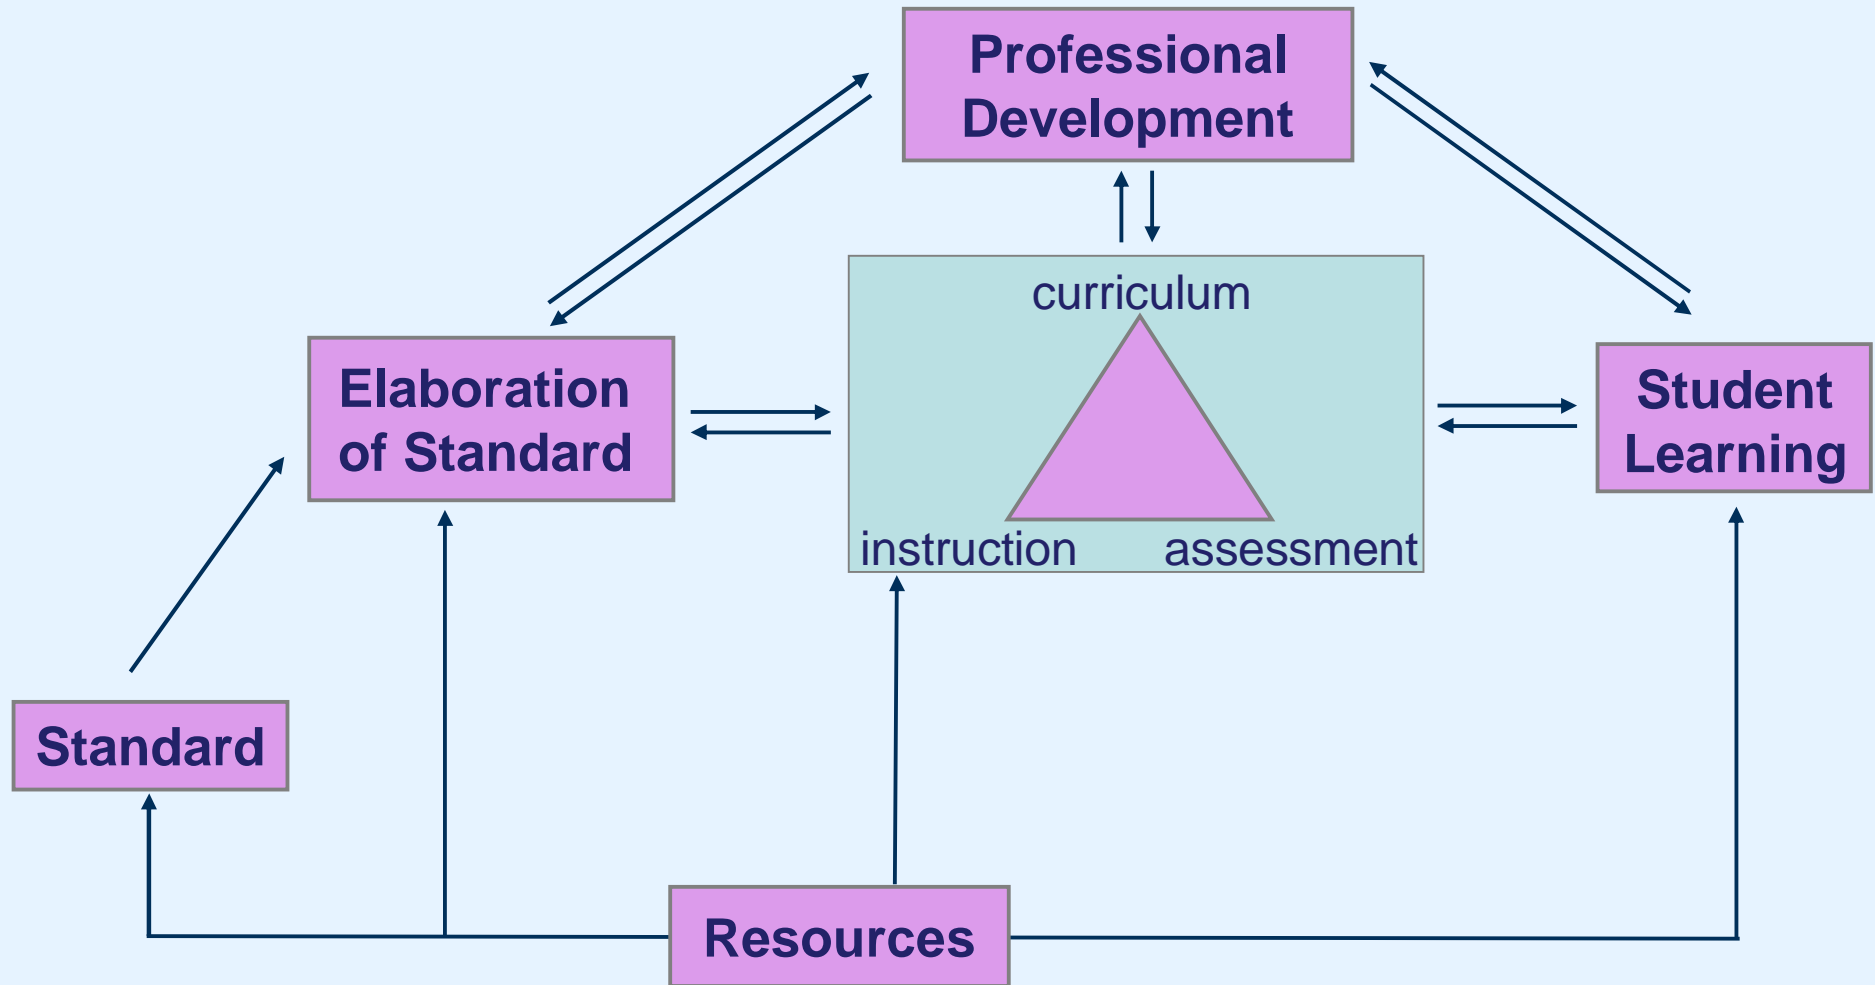 Professional
Development
curriculum
Elaboration
of Standard
Student
Learning
instruction
assessment
Standard
Resources